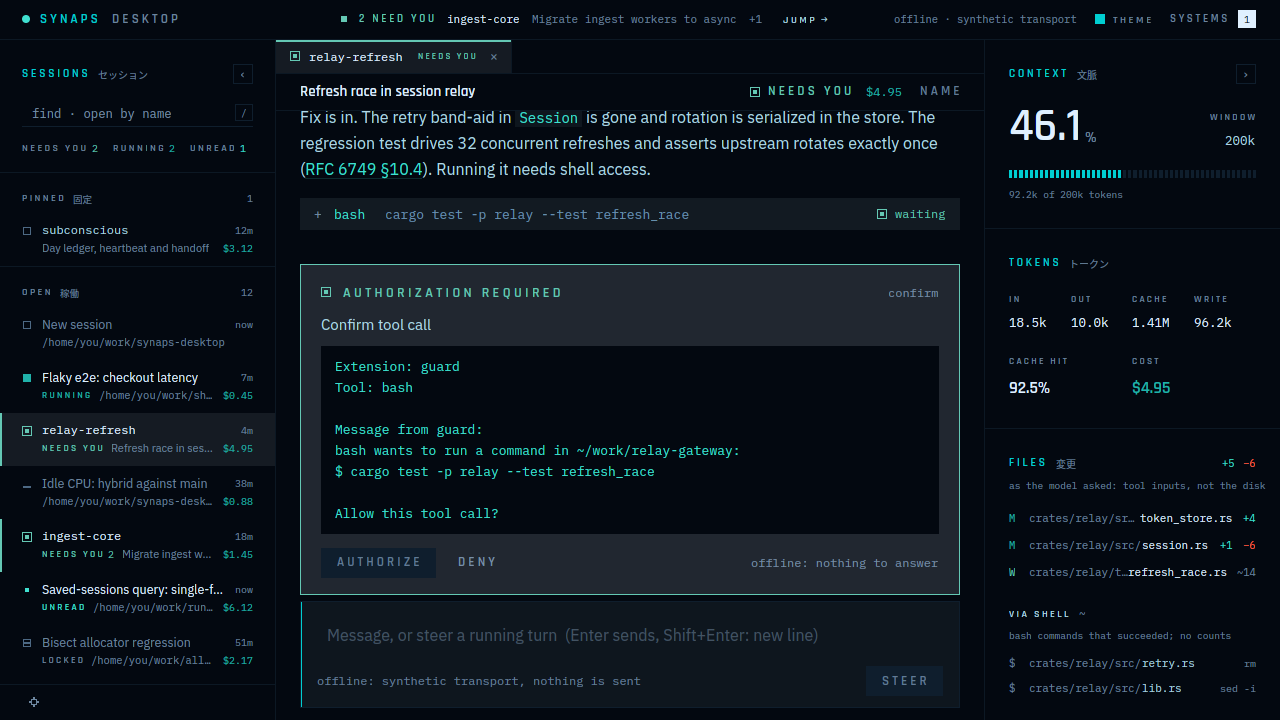 SYNAPS DESKTOP
2 NEED YOU ingest-core Migrate ingest workers to async +1 JUMP →
offline · synthetic transport THEME SYSTEMS 1
SESSIONS セッション ‹
find · open by name /
NEEDS YOU 2 RUNNING 2 UNREAD 1
PINNED 固定 1
subconscious 12m
Day ledger, heartbeat and handoff $3.12
OPEN 稼働 12
New session now
/home/you/work/synaps-desktop
Flaky e2e: checkout latency 7m
RUNNING /home/you/work/sh… $0.45
relay-refresh 4m
NEEDS YOU Refresh race in ses… $4.95
Idle CPU: hybrid against main 38m
/home/you/work/synaps-desk… $0.88
ingest-core 18m
NEEDS YOU 2 Migrate ingest w… $1.45
Saved-sessions query: single-f… now
UNREAD /home/you/work/run… $6.12
Bisect allocator regression 51m
LOCKED /home/you/work/all… $2.17
relay-refresh NEEDS YOU ×
Refresh race in session relay NEEDS YOU $4.95 NAME
Fix is in. The retry band-aid in Session is gone and rotation is serialized in the store. The
regression test drives 32 concurrent refreshes and asserts upstream rotates exactly once
(RFC 6749 §10.4). Running it needs shell access.
+ bash cargo test -p relay --test refresh_race waiting
AUTHORIZATION REQUIRED confirm
Confirm tool call
Extension: guard
Tool: bash
Message from guard:
bash wants to run a command in ~/work/relay-gateway:
$ cargo test -p relay --test refresh_race
Allow this tool call?
AUTHORIZE DENY offline: nothing to answer
Message, or steer a running turn (Enter sends, Shift+Enter: new line)
offline: synthetic transport, nothing is sent STEER
CONTEXT 文脈 ›
46.1% WINDOW
200k
92.2k of 200k tokens
TOKENS トークン
IN OUT CACHE WRITE
18.5k 10.0k 1.41M 96.2k
CACHE HIT COST
92.5% $4.95
FILES 変更 +5 −6
as the model asked: tool inputs, not the disk
M crates/relay/sr… token_store.rs +4
M crates/relay/src/session.rs +1 −6
W crates/relay/t…refresh_race.rs ~14
VIA SHELL ~
bash commands that succeeded; no counts
$ crates/relay/src/retry.rs rm
$ crates/relay/src/lib.rs sed -i